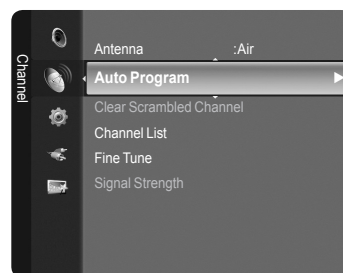 Channel
Antenna :Air
Auto Program
Clear Scrambled Channel
Channel List
Fine Tune
Signal Strength